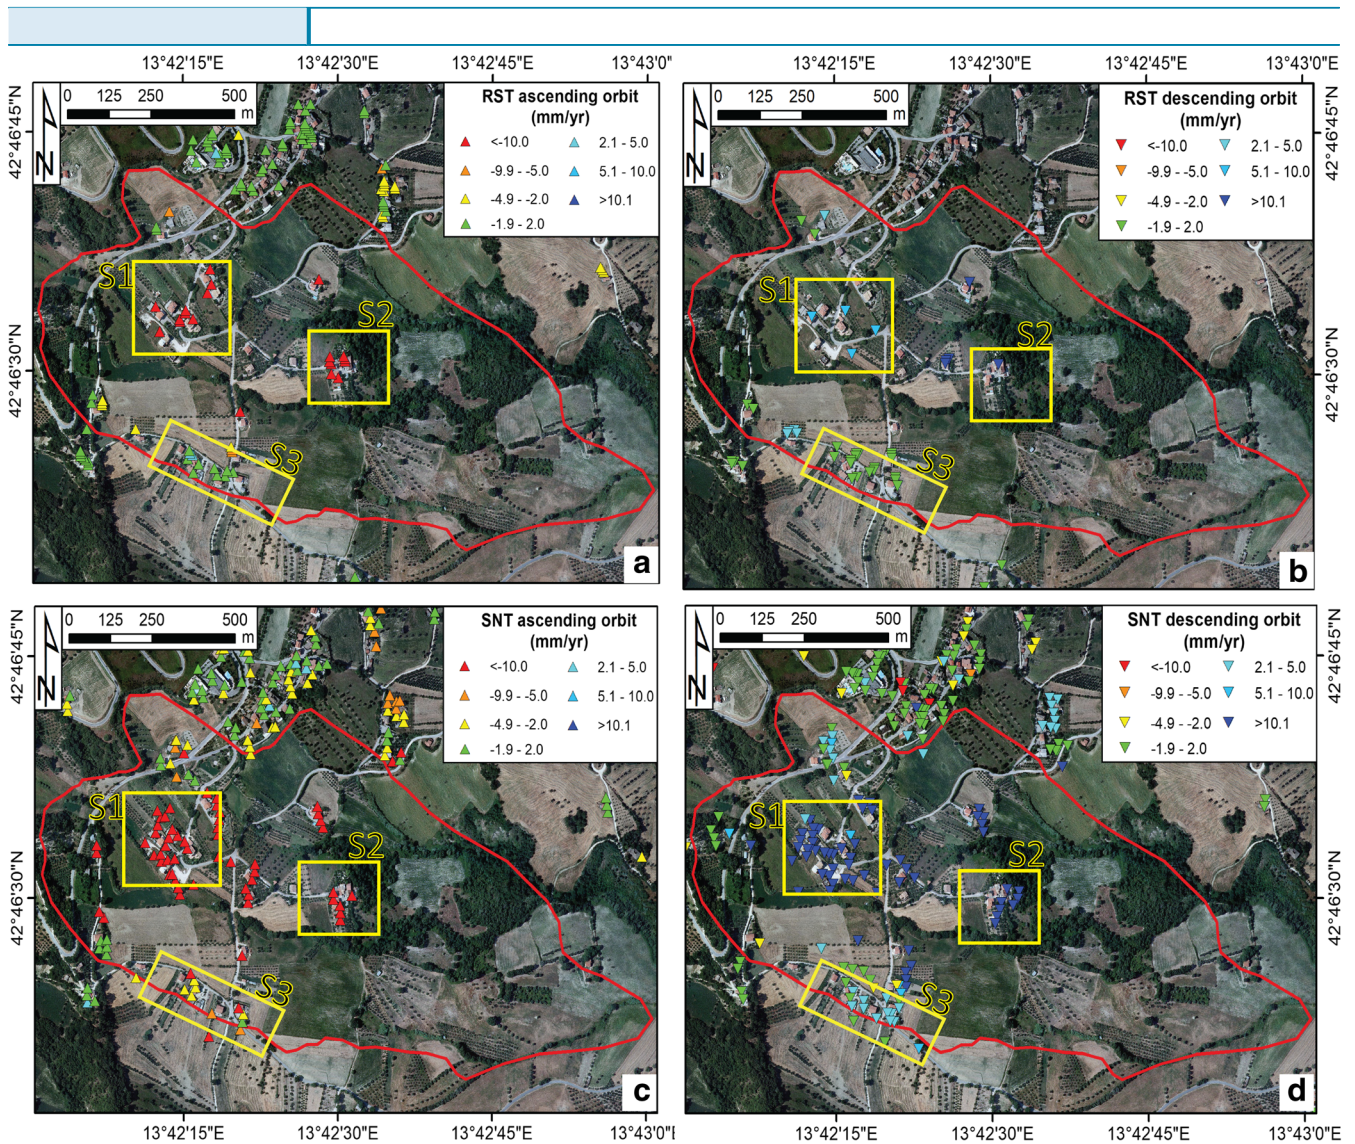 13°42'15"E 13°42'30"E 13°42'45"E 13°43'0"
13°42'15"E 13°42'30"E 13°42'45"E 13°43'0"E
42°46'45"N
42°46'30"N
0 125 250 500
m
N
RST ascending orbit
(mm/yr)
<-10.0
-9.9 - -5.0
-4.9 - -2.0
-1.9 - 2.0
2.1 - 5.0
5.1 - 10.0
>10.1
S1
S2
S3
a
0 125 250 500
m
N
RST descending orbit
(mm/yr)
<-10.0
-9.9 - -5.0
-4.9 - -2.0
-1.9 - 2.0
2.1 - 5.0
5.1 - 10.0
>10.1
S1
S2
S3
b
42°46'45"N
42°46'30"N
42°46'45"N
42°46'30"N
0 125 250 500
m
N
SNT ascending orbit
(mm/yr)
<-10.0
-9.9 - -5.0
-4.9 - -2.0
-1.9 - 2.0
2.1 - 5.0
5.1 - 10.0
>10.1
S1
S2
S3
c
0 125 250 500
m
N
SNT descending orbit
(mm/yr)
<-10.0
-9.9 - -5.0
-4.9 - -2.0
-1.9 - 2.0
2.1 - 5.0
5.1 - 10.0
>10.1
S1
S2
S3
d
42°46'45"N
42°46'30"N
13°42'15"E 13°42'30"E 13°42'45"E 13°43'0"E
13°42'15"E 13°42'30"E 13°42'45"E 13°43'0"E